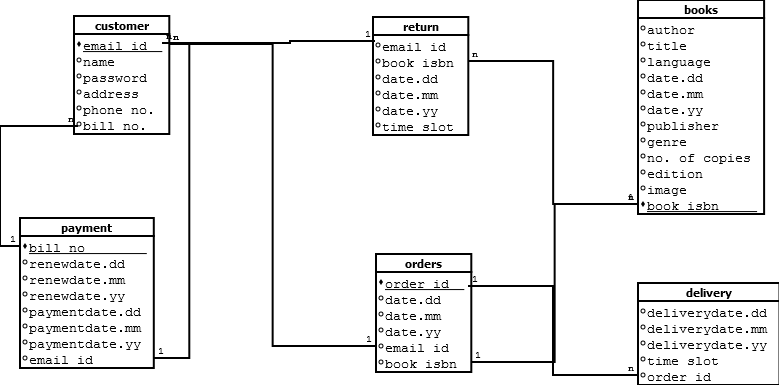 customer
email id
name
password
address
phone no.
bill no.
n
n
n
return
email id
book isbn
date.dd
date.mm
date.yy
time slot
1
n
books
author
title
language
date.dd
date.mm
date.yy
publisher
genre
no. of copies
edition
image
book isbn
payment
bill no
renewdate.dd
renewdate.mm
renewdate.yy
paymentdate.dd
paymentdate.mm
paymentdate.yy
email id
1
1
orders
order id
date.dd
date.mm
date.yy
email id
book isbn
1
1
1
delivery
deliverydate.dd
deliverydate.mm
deliverydate.yy
time slot
order id
n